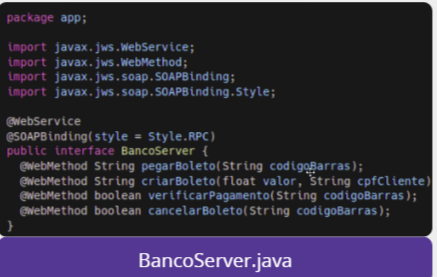 package app;
import javax.jws.WebService;
import javax.jws.WebMethod;
import javax.jws.soap.SOAPBinding;
import javax.jws.soap.SOAPBinding.Style;
@WebService
@SOAPBinding(style = Style.RPC)
public interface BancoServer {
@WebMethod String pegarBoleto(String codigoBarras);
@WebMethod String criarBoleto(float valor, String cpfCliente)
@WebMethod boolean verificarPagamento(String codigoBarras);
@WebMethod boolean cancelarBoleto(String codigoBarras);
}
BancoServer.java